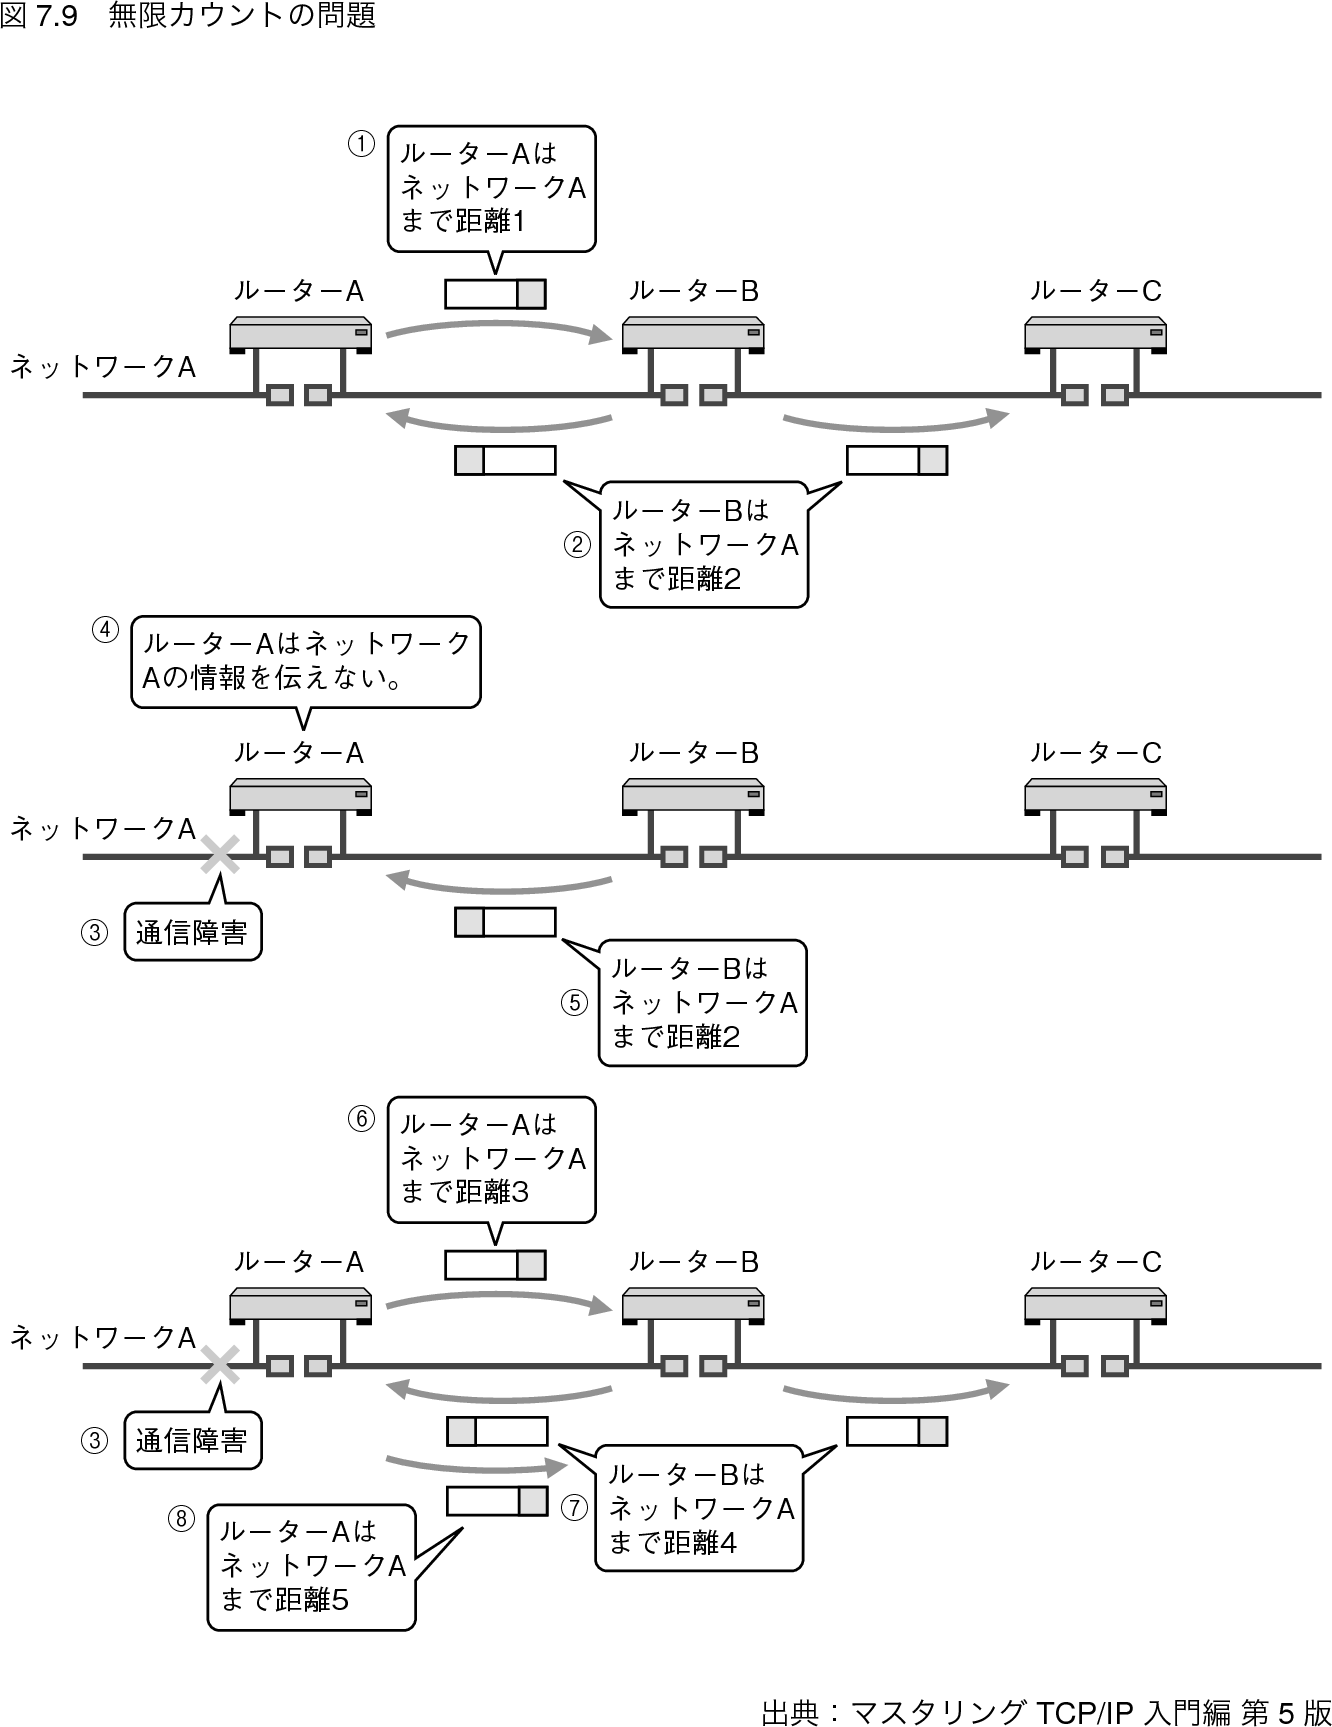 図 7.9　無限カウントの問題
①
ルーターAは
ネットワークA
まで距離1
ルーターA
ルーターB
ルーターC
ネットワークA
②
ルーターBは
ネットワークA
まで距離2
④
ルーターAはネットワーク
Aの情報を伝えない。
ルーターA
ルーターB
ルーターC
ネットワークA
③
通信障害
⑤
ルーターBは
ネットワークA
まで距離2
⑥
ルーターAは
ネットワークA
まで距離3
ルーターA
ルーターB
ルーターC
ネットワークA
③
通信障害
⑦
ルーターBは
ネットワークA
まで距離4
⑧
ルーターAは
ネットワークA
まで距離5
出典：マスタリング TCP/IP 入門編 第 5 版